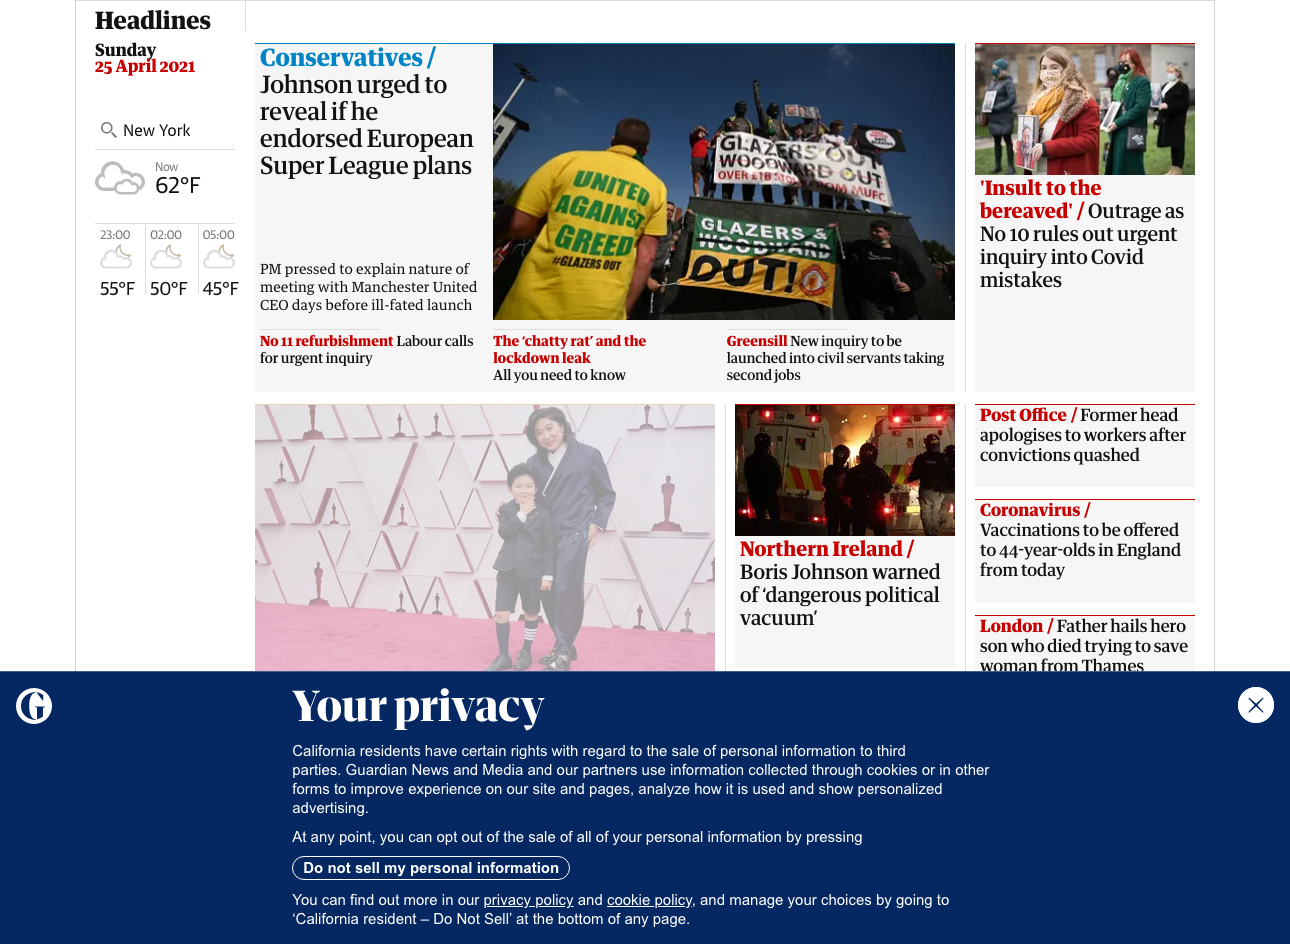 Headlines
Sunday
25 April 2021
New York
Now
62°F
23:00
02:00
05:00
55°F
50°F
45°F
Conservatives /
Johnson urged to
reveal if he
endorsed European
Super League plans
PM pressed to explain nature of
meeting with Manchester United
CEO days before ill-fated launch
UNITED
AGAINST
GREED
#GLAZERS OUT
GLAZERS OUT
WOODWARD OUT
OVER £1B STOLEN FROM MUFC
GLAZERS &
WOODWARD
OUT!
'Insult to the
bereaved' / Outrage as
No 10 rules out urgent
inquiry into Covid
mistakes
No 11 refurbishment Labour calls
for urgent inquiry
The ‘chatty rat’ and the
lockdown leak
All you need to know
Greensill New inquiry to be
launched into civil servants taking
second jobs
Northern Ireland /
Boris Johnson warned
of ‘dangerous political
vacuum’
Post Office / Former head
apologises to workers after
convictions quashed
Coronavirus /
Vaccinations to be offered
to 44-year-olds in England
from today
London / Father hails hero
son who died trying to save
woman from Thames
Your privacy
California residents have certain rights with regard to the sale of personal information to third
parties. Guardian News and Media and our partners use information collected through cookies or in other
forms to improve experience on our site and pages, analyze how it is used and show personalized
advertising.
At any point, you can opt out of the sale of all of your personal information by pressing
Do not sell my personal information
You can find out more in our privacy policy and cookie policy, and manage your choices by going to
‘California resident – Do Not Sell’ at the bottom of any page.